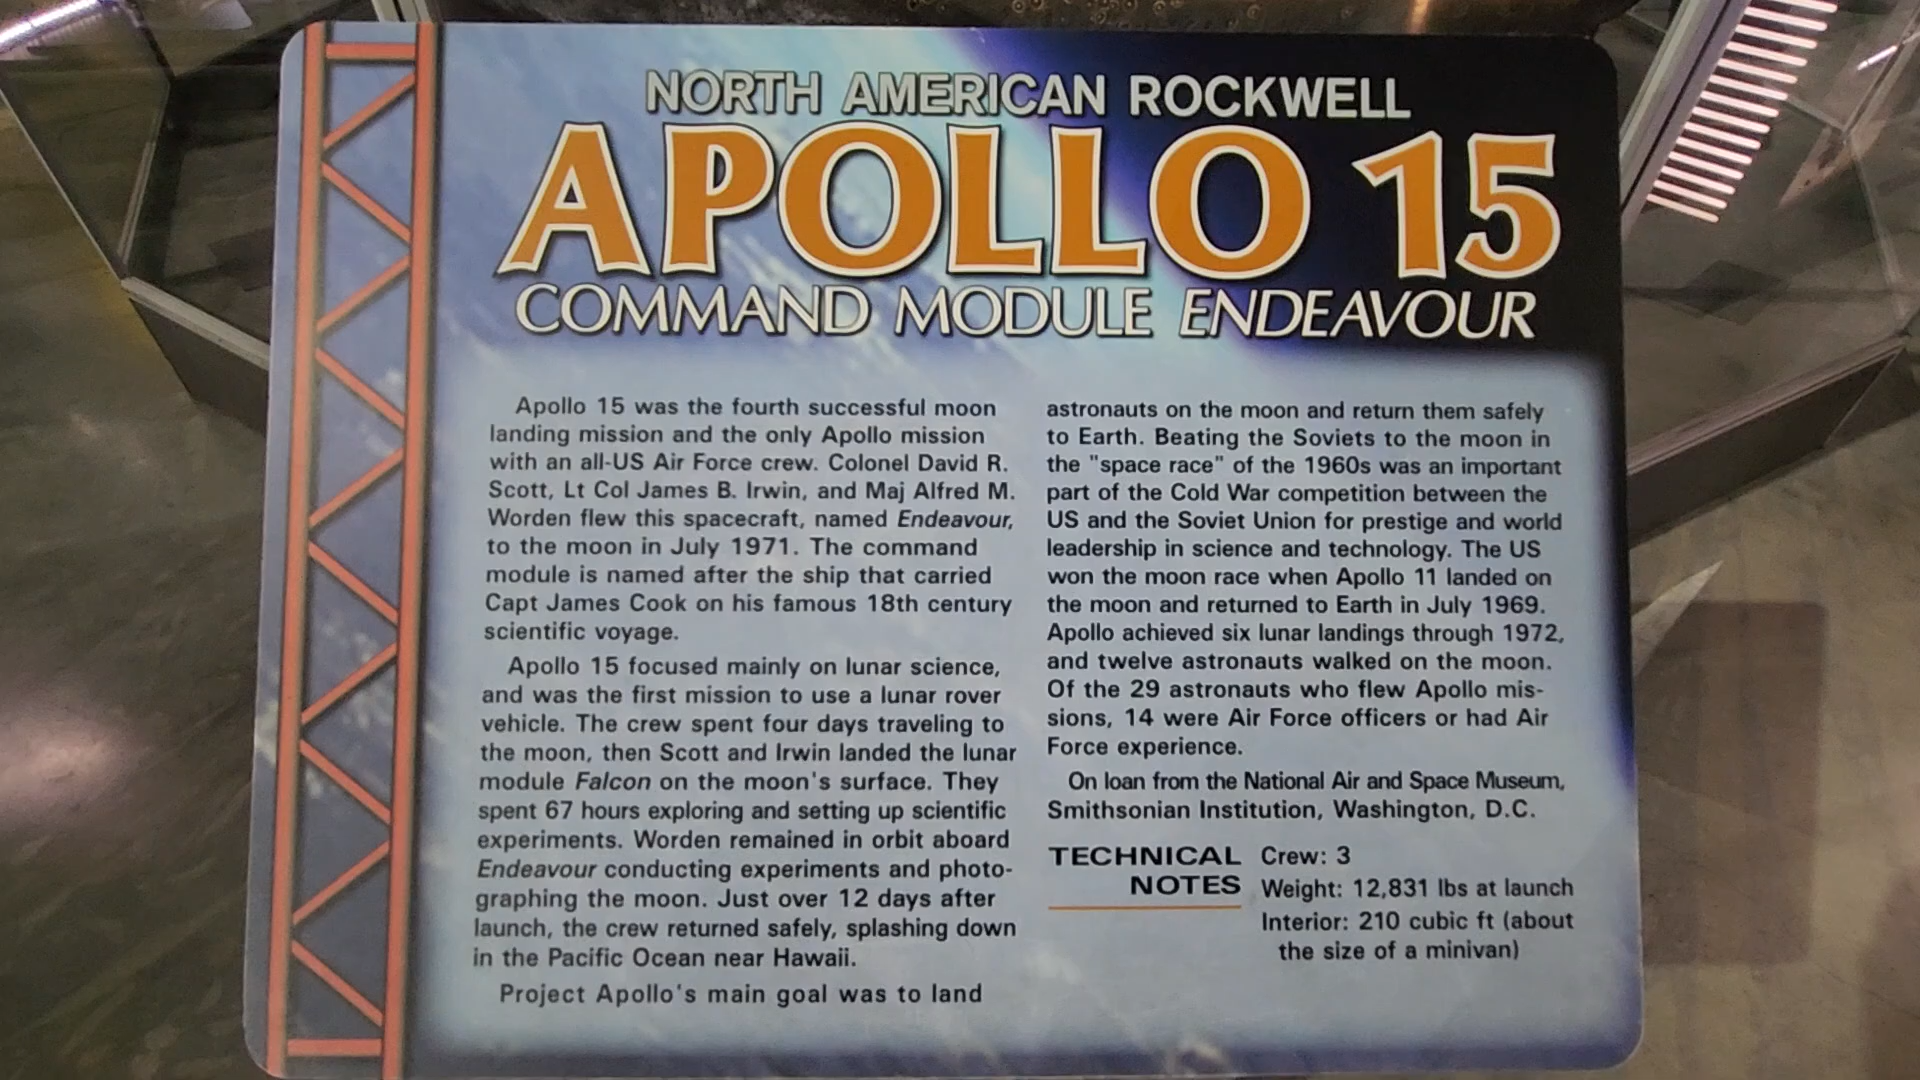 NORTH AMERICAN ROCKWELL
APOLLO 15
COMMAND MODULE ENDEAVOUR
Apollo 15 was the fourth successful moon
landing mission and the only Apollo mission
with an all-US Air Force crew. Colonel David R.
Scott, Lt Col James B. Irwin, and Maj Alfred M.
Worden flew this spacecraft, named Endeavour,
to the moon in July 1971. The command
module is named after the ship that carried
Capt James Cook on his famous 18th century
scientific voyage.
Apollo 15 focused mainly on lunar science,
and was the first mission to use a lunar rover
vehicle. The crew spent four days traveling to
the moon, then Scott and Irwin landed the lunar
module Falcon on the moon's surface. They
spent 67 hours exploring and setting up scientific
experiments. Worden remained in orbit aboard
Endeavour conducting experiments and photo-
graphing the moon. Just over 12 days after
launch, the crew returned safely, splashing down
in the Pacific Ocean near Hawaii.
Project Apollo's main goal was to land
astronauts on the moon and return them safely
to Earth. Beating the Soviets to the moon in
the "space race" of the 1960s was an important
part of the Cold War competition between the
US and the Soviet Union for prestige and world
leadership in science and technology. The US
won the moon race when Apollo 11 landed on
the moon and returned to Earth in July 1969.
Apollo achieved six lunar landings through 1972,
and twelve astronauts walked on the moon.
Of the 29 astronauts who flew Apollo mis-
sions, 14 were Air Force officers or had Air
Force experience.
On loan from the National Air and Space Museum,
Smithsonian Institution, Washington, D.C.
TECHNICAL
NOTES
Crew: 3
Weight: 12,831 lbs at launch
Interior: 210 cubic ft (about
the size of a minivan)